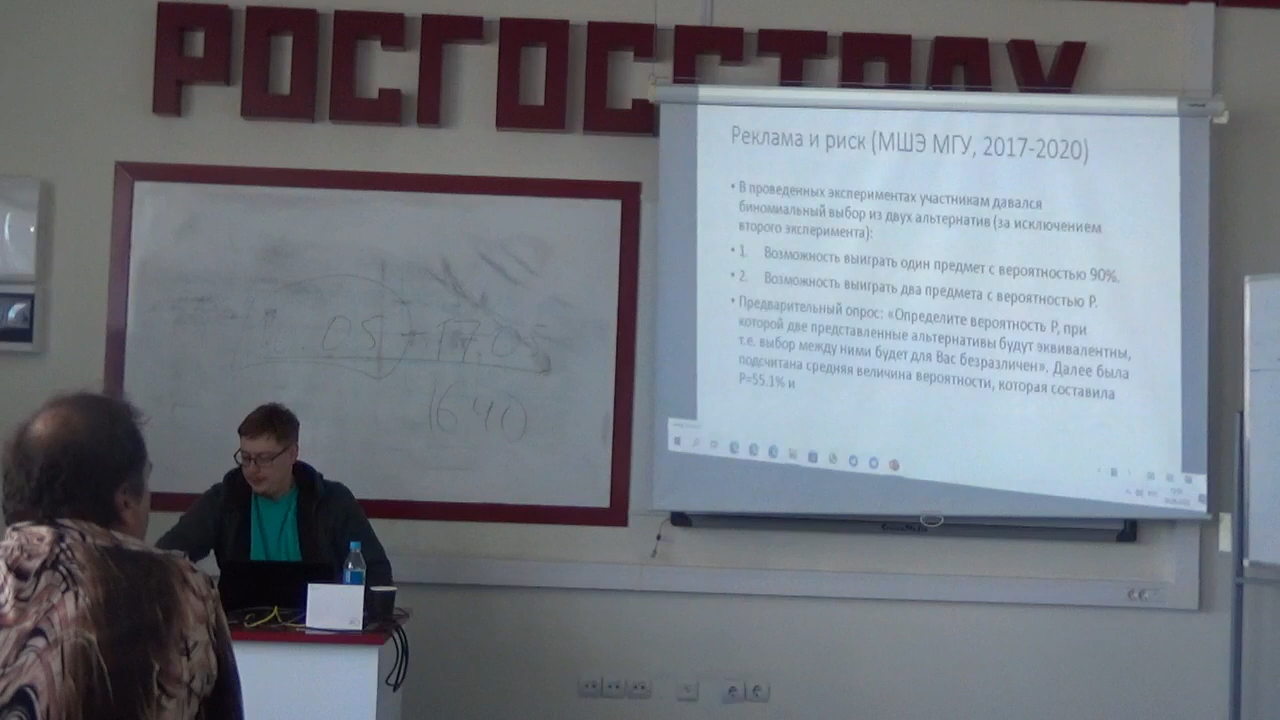 РОСГОССТРАХ
Реклама и риск (МШЭ МГУ, 2017-2020)
• В проведенных экспериментах участникам давался
биномиальный выбор из двух альтернатив (за исключением
второго эксперимента):
• 1. Возможность выиграть один предмет с вероятностью 90%.
• 2. Возможность выиграть два предмета с вероятностью P.
• Предварительный опрос: «Определите вероятность P, при
которой две представленные альтернативы будут эквивалентны,
т.е. выбор между ними будет для Вас безразличен». Далее была
подсчитана средняя величина вероятности, которая составила
P=55.1% и
17.05
1640